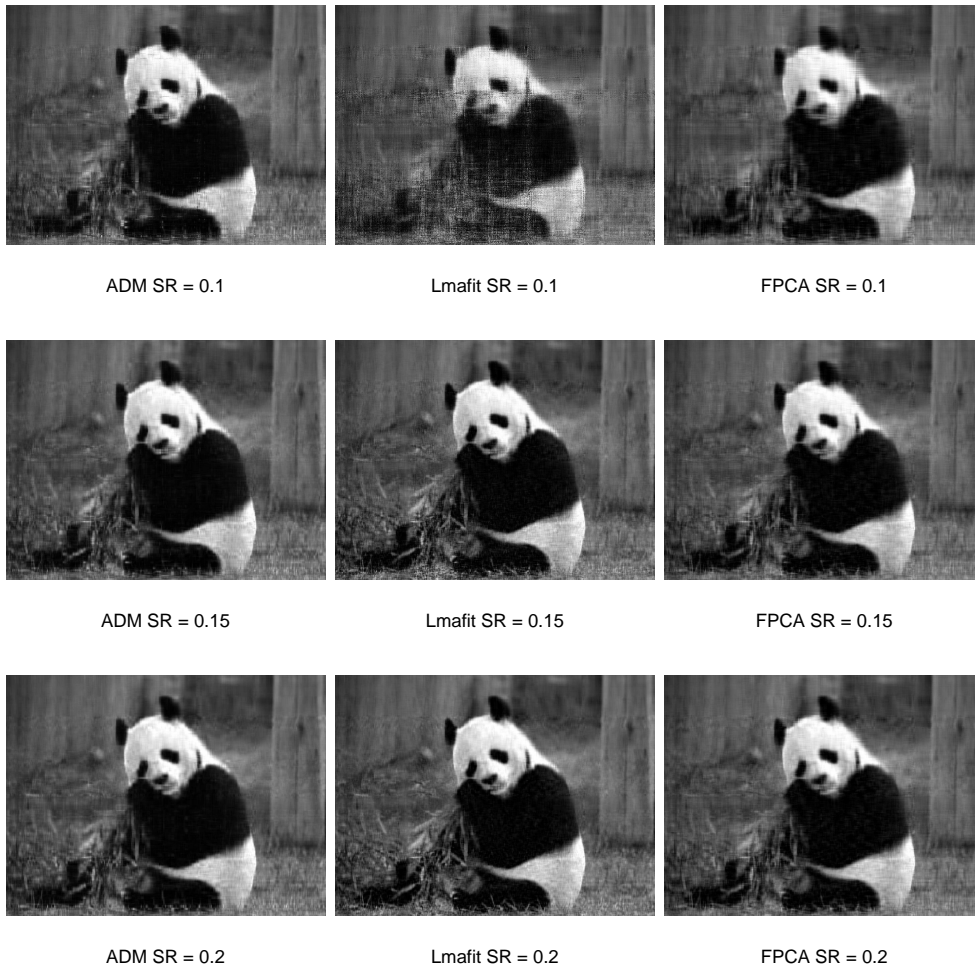 ADM SR = 0.1
Lmafit SR = 0.1
FPCA SR = 0.1
ADM SR = 0.15
Lmafit SR = 0.15
FPCA SR = 0.15
ADM SR = 0.2
Lmafit SR = 0.2
FPCA SR = 0.2